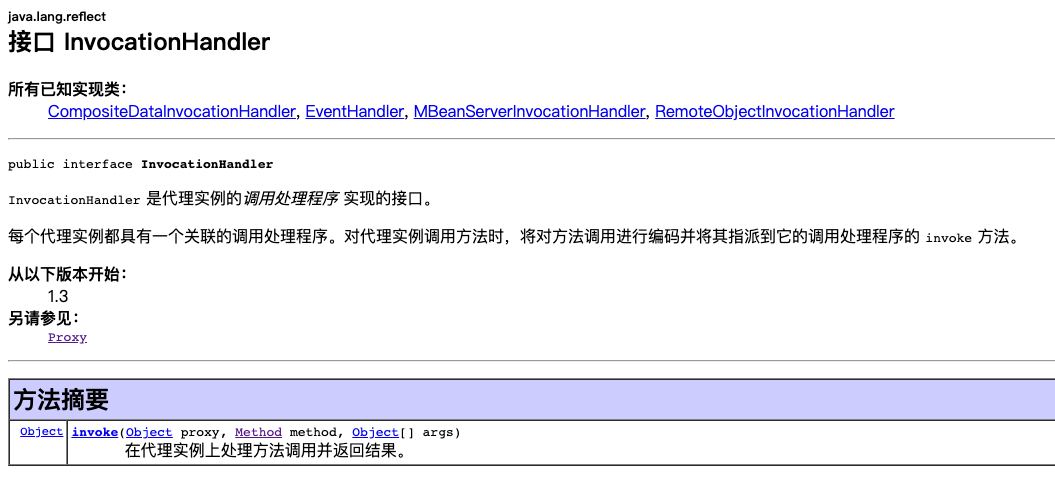 java.lang.reflect
接口 InvocationHandler
所有已知实现类：
CompositeDataInvocationHandler, EventHandler, MBeanServerInvocationHandler, RemoteObjectInvocationHandler
public interface InvocationHandler
InvocationHandler 是代理实例的调用处理程序 实现的接口。
每个代理实例都具有一个关联的调用处理程序。对代理实例调用方法时，将对方法调用进行编码并将其指派到它的调用处理程序的 invoke 方法。
从以下版本开始：
1.3
另请参见：
Proxy
方法摘要
Object invoke(Object proxy, Method method, Object[] args)
在代理实例上处理方法调用并返回结果。